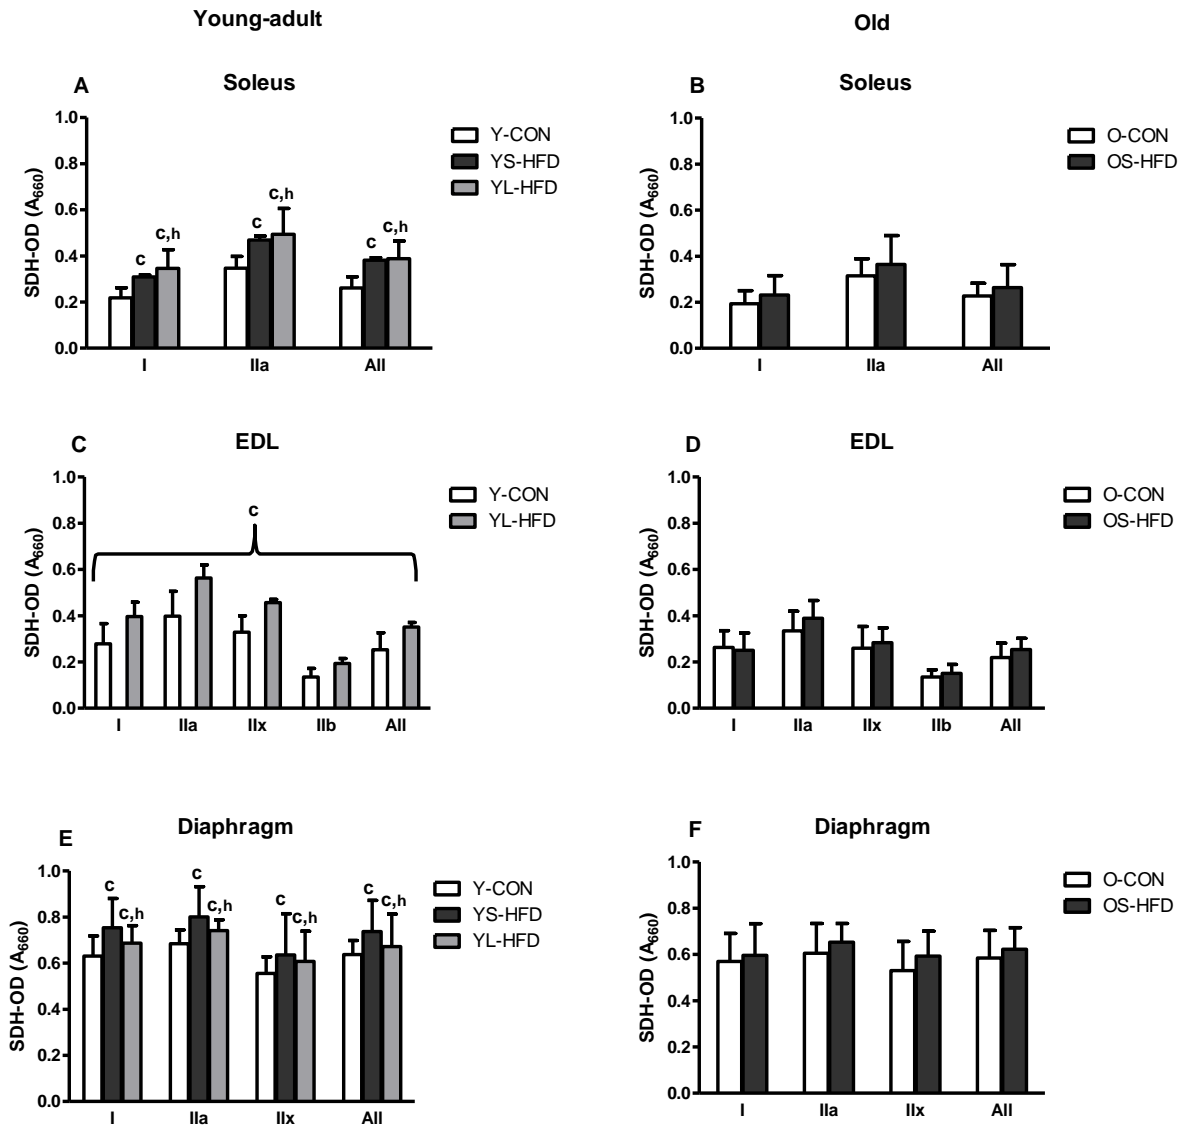 Young-adult
Old
A
Soleus
1.0
0.8
0.6
0.4
0.2
0.0
SDH-OD (A660)
c
c,h
c
c,h
c
c,h
I
IIa
All
Y-CON
YS-HFD
YL-HFD
B
Soleus
1.0
0.8
0.6
0.4
0.2
0.0
SDH-OD (A660)
I
IIa
All
O-CON
OS-HFD
C
EDL
1.0
0.8
0.6
0.4
0.2
0.0
SDH-OD (A660)
c
I
IIa
IIx
IIb
All
Y-CON
YL-HFD
D
EDL
1.0
0.8
0.6
0.4
0.2
0.0
SDH-OD (A660)
I
IIa
IIx
IIb
All
O-CON
OS-HFD
E
Diaphragm
1.0
0.8
0.6
0.4
0.2
0.0
SDH-OD (A660)
c
c,h
c
c,h
c
c,h
c
c,h
I
IIa
IIx
All
Y-CON
YS-HFD
YL-HFD
F
Diaphragm
1.0
0.8
0.6
0.4
0.2
0.0
SDH-OD (A660)
I
IIa
IIx
All
O-CON
OS-HFD